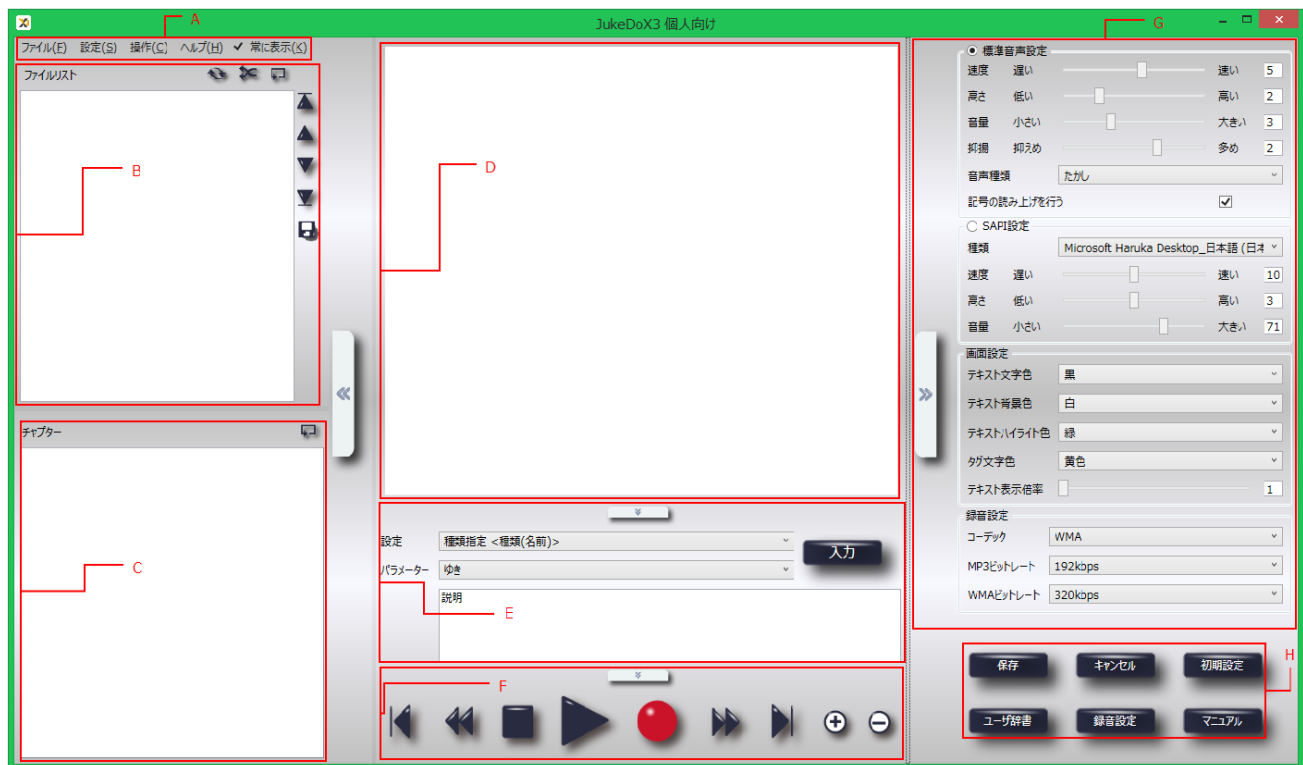 JukeDoX3 個人向け
A
G
ファイル(F) 設定(S) 操作(C) ヘルプ(H) ✔ 常に表示(K)
ファイルリスト
B
チャプター
C
D
設定 種類指定 <種類(名前)>
入力
パラメーター ゆき
説明
E
F
標準音声設定
速度 遅い 速い 5
高さ 低い 高い 2
音量 小さい 大きい 3
抑揚 抑えめ 多め 2
音声種類 たかし
記号の読み上げを行う
SAPI設定
種類 Microsoft Haruka Desktop_日本語 (日本
速度 遅い 速い 10
高さ 低い 高い 3
音量 小さい 大きい 71
画面設定
テキスト文字色 黒
テキスト背景色 白
テキストハイライト色 緑
タグ文字色 黄色
テキスト表示倍率 1
録音設定
コーデック WMA
MP3ビットレート 192kbps
WMAビットレート 320kbps
H
保存 キャンセル 初期設定
ユーザ辞書 録音設定 マニュアル